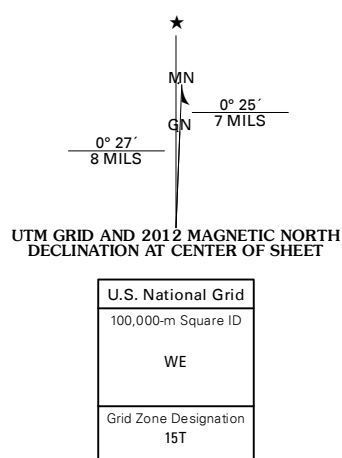 ★
MN
0° 25´
7 MILS
GN
0° 27´
8 MILS
UTM GRID AND 2012 MAGNETIC NORTH
DECLINATION AT CENTER OF SHEET
U.S. National Grid
100,000-m Square ID
WE
Grid Zone Designation
15T